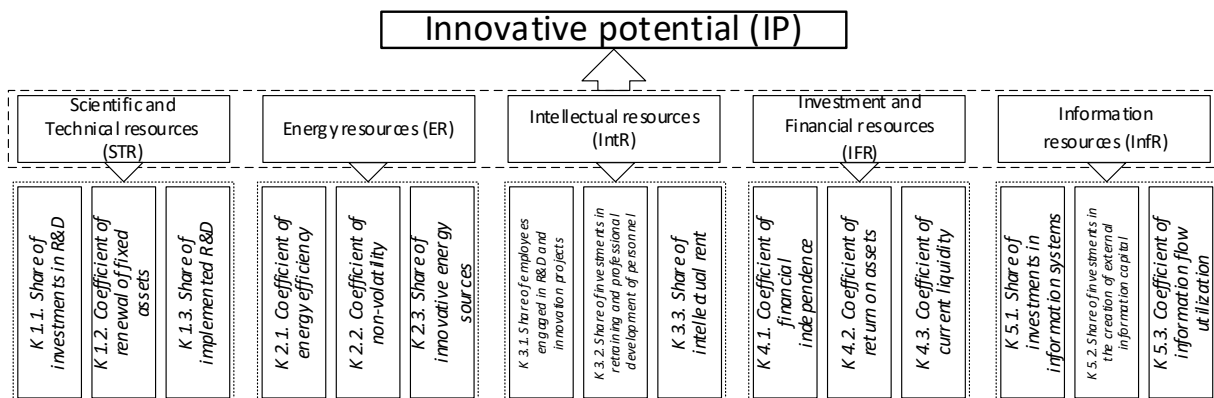 Innovative potential (IP)
Scientific and
Technical resources
(STR)
Energy resources (ER)
Intellectual resources
(IntR)
Investment and
Financial resources
(IFR)
Information
resources (InfR)
K 1.1. Share of
investments in R&D
K 1.2. Coefficient of
renewal of fixed
assets
K 1.3. Share of
implemented R&D
K 2.1. Coefficient of
energy efficiency
K 2.2. Coefficient of
non-volatility
K 2.3. Share of
innovative energy
sources
K 3.1. Share of employees
engaged in R&D and
innovation projects
K 3.2. Share of investments in
retraining and professional
development of personnel
K 3.3. Share of
intellectual rent
K 4.1. Coefficient of
financial
independence
K 4.2. Coefficient of
return on assets
K 4.3. Coefficient of
current liquidity
K 5.1. Share of
investments in
information systems
K 5.2. Share of investments in
the creation of external
information capital
K 5.3. Coefficient of
information flow
utilization